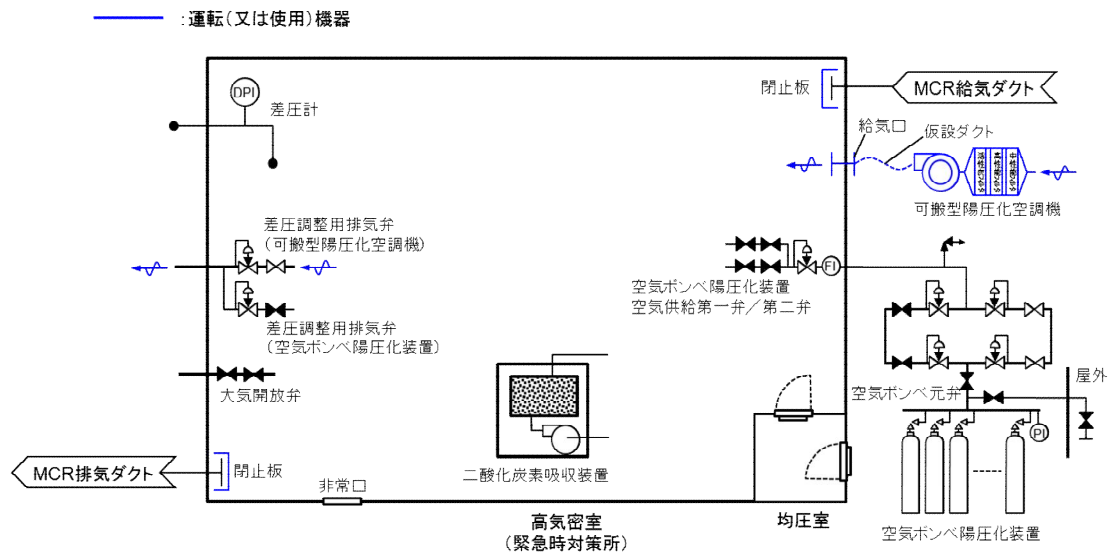 :運転(又は使用)機器
DPI
差圧計
閉止板
MCR給気ダクト
給気口
仮設ダクト
可搬型陽圧化空調機
差圧調整用排気弁
(可搬型陽圧化空調機)
差圧調整用排気弁
(空気ボンベ陽圧化装置)
空気ボンベ陽圧化装置
空気供給第一弁/第二弁
FI
大気開放弁
空気ボンベ元弁
屋外
PI
MCR排気ダクト
閉止板
非常口
二酸化炭素吸収装置
高気密室
(緊急時対策所)
均圧室
空気ボンベ陽圧化装置